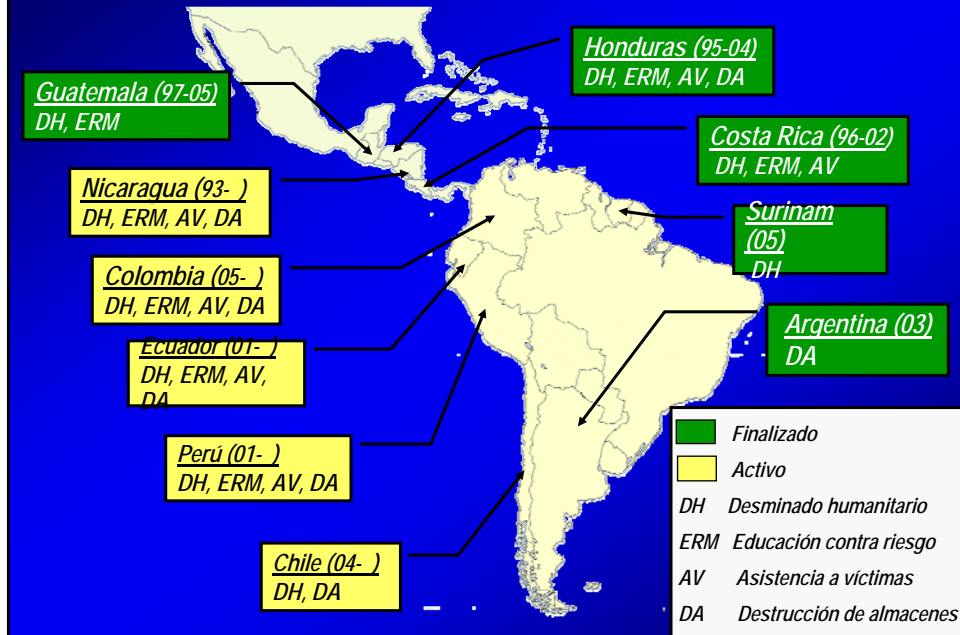 Honduras (95-04)
DH, ERM, AV, DA
Guatemala (97-05)
DH, ERM
Costa Rica (96-02)
DH, ERM, AV
Nicaragua (93- )
DH, ERM, AV, DA
Surinam
(05)
DH
Colombia (05- )
DH, ERM, AV, DA
Argentina (03)
DA
Ecuador (01- )
DH, ERM, AV,
DA
Perú (01- )
DH, ERM, AV, DA
Chile (04- )
DH, DA
Finalizado
Activo
DH Desminado humanitario
ERM Educación contra riesgo
AV Asistencia a víctimas
DA Destrucción de almacenes